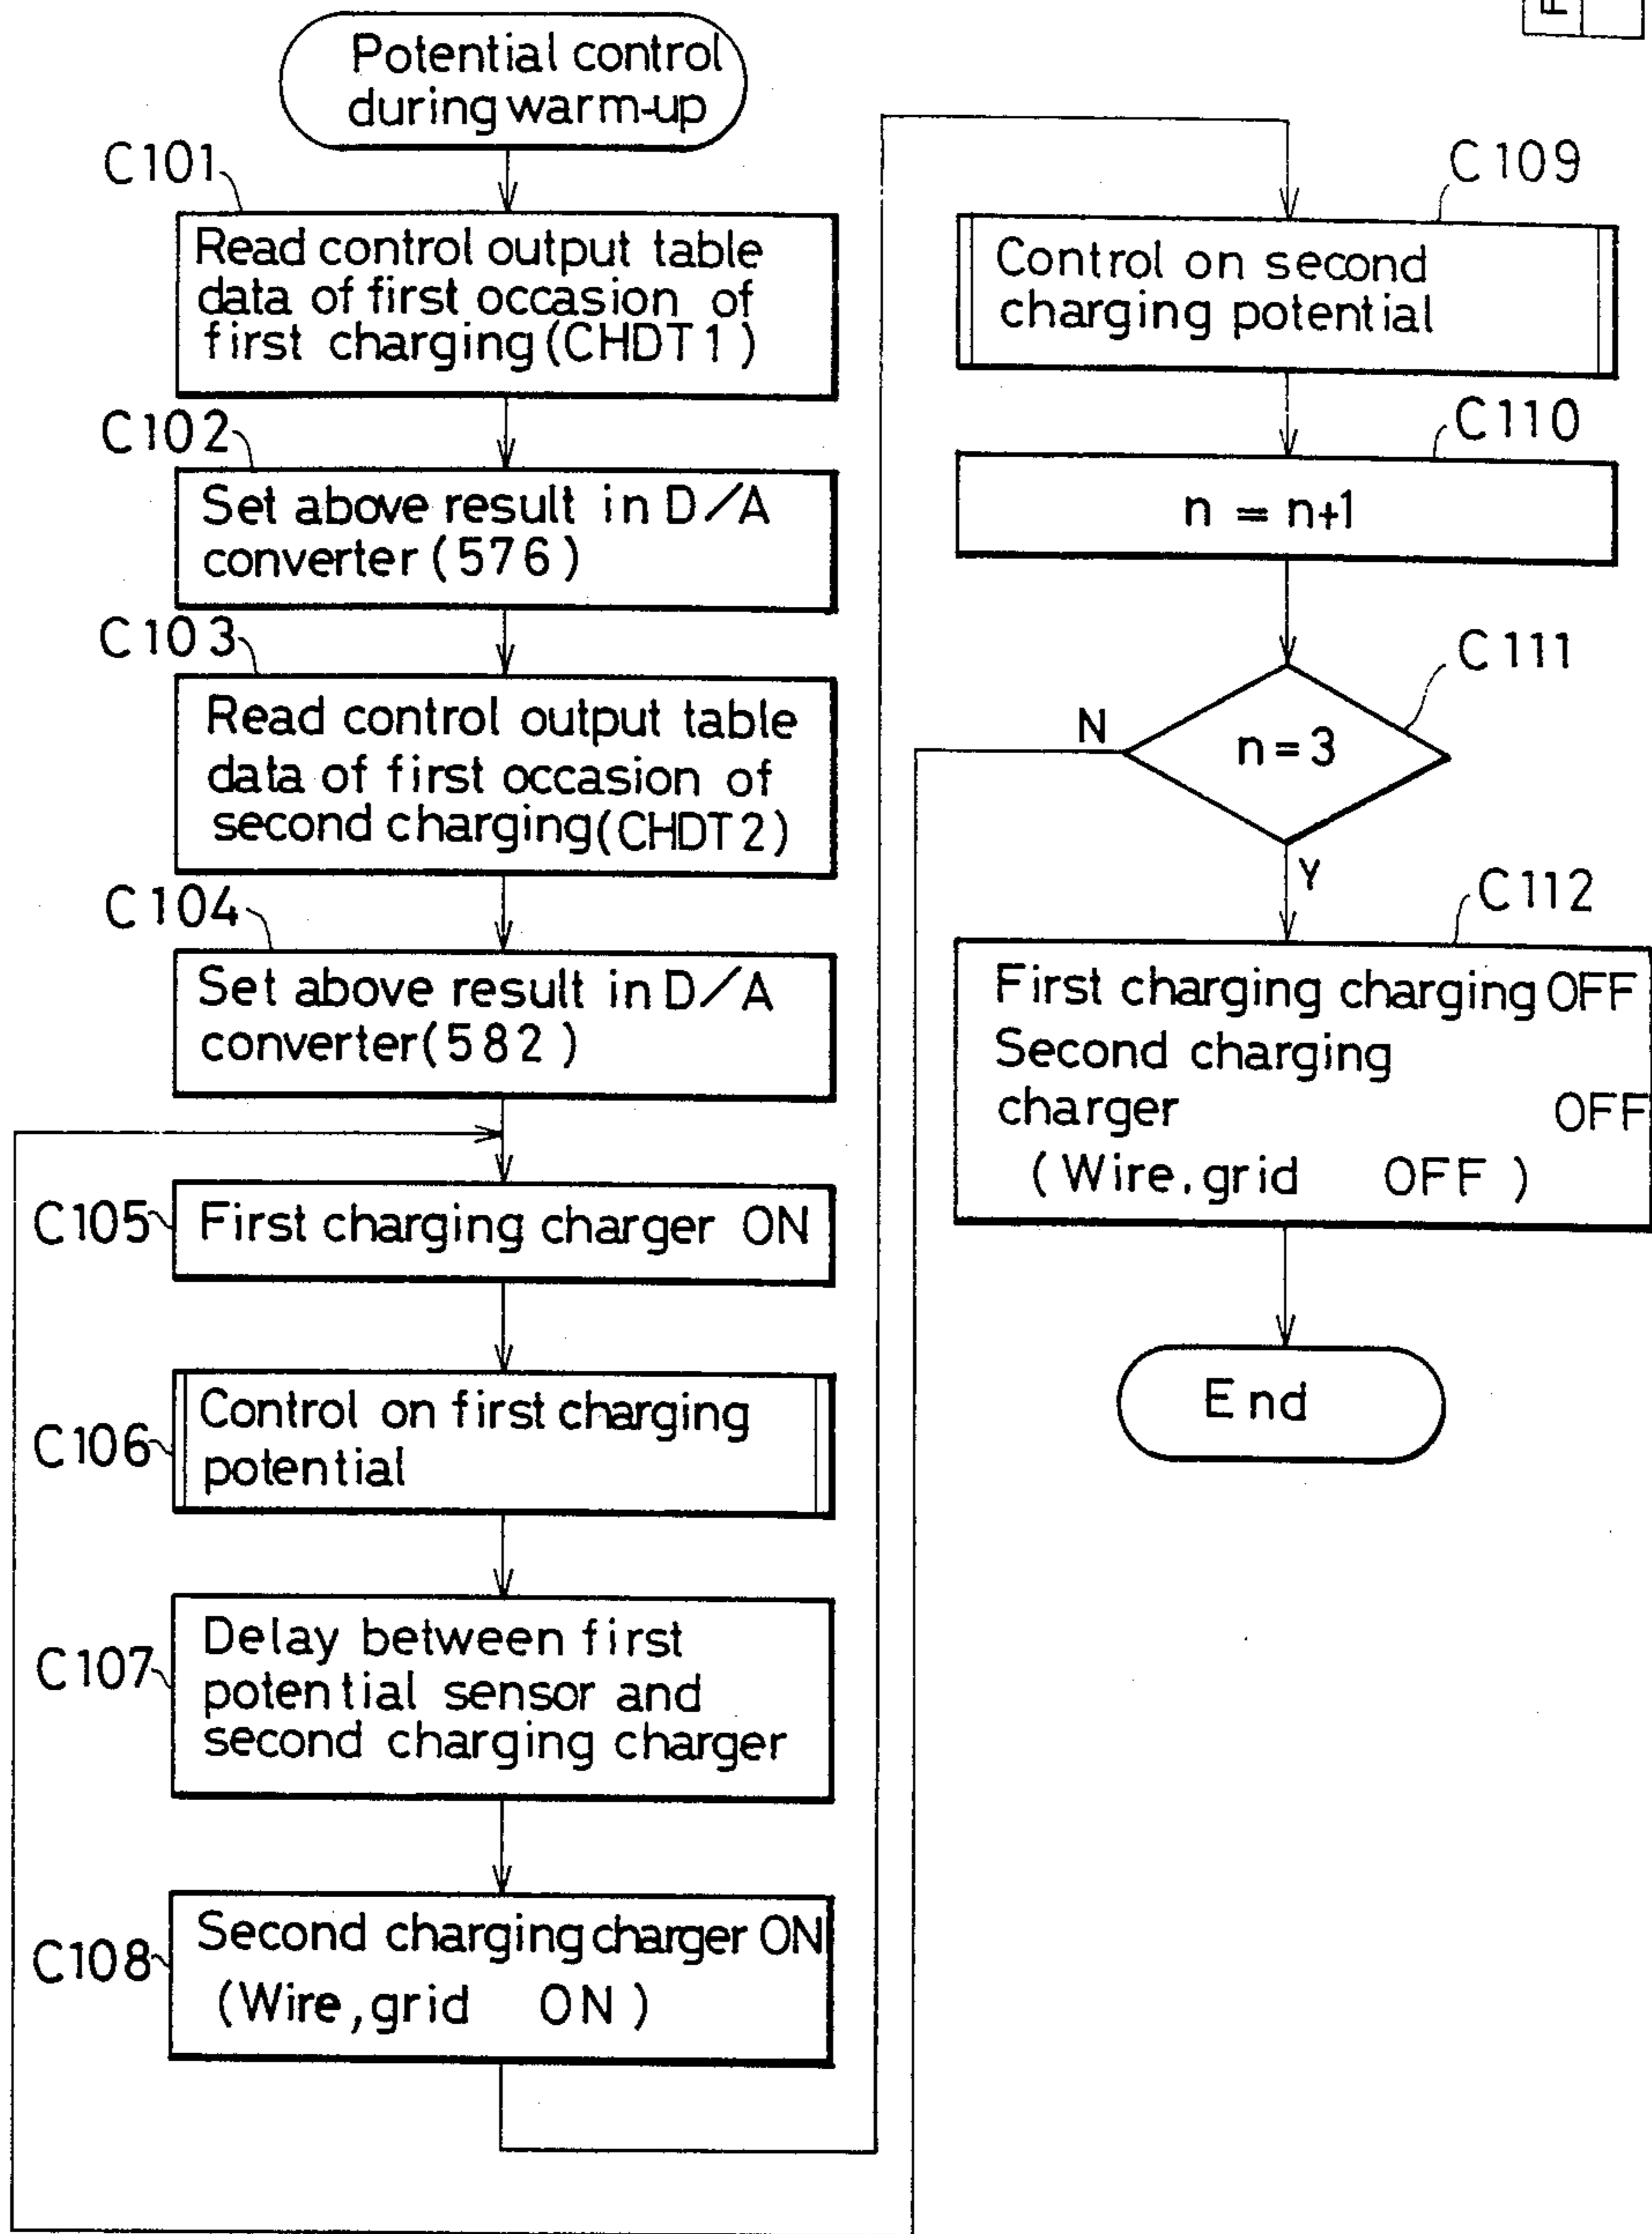 Potential control
during warm-up
C101
Read control output table
data of first occasion of
first charging (CHDT1)
C102
Set above result in D/A
converter (576)
C103
Read control output table
data of first occasion of
second charging (CHDT2)
C104
Set above result in D/A
converter (582)
C105
First charging charger ON
C106
Control on first charging
potential
C107
Delay between first
potential sensor and
second charging charger
C108
Second charging charger ON
(Wire, grid ON)
C109
Control on second
charging potential
C110
n = n+1
C111
n=3
N
Y
C112
First charging charging OFF
Second charging
charger OFF
(Wire. grid OFF)
End